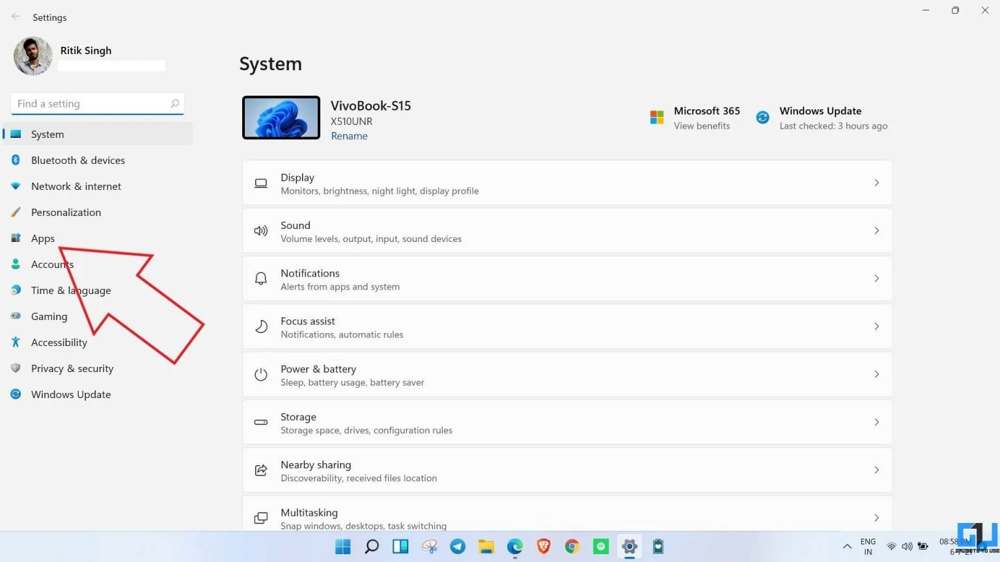 Settings
Ritik Singh
Find a setting
System
Bluetooth & devices
Network & internet
Personalization
Apps
Accounts
Time & language
Gaming
Accessibility
Privacy & security
Windows Update
System
VivoBook-S15
X510UNR
Rename
Microsoft 365
View benefits
Windows Update
Last checked: 3 hours ago
Display
Monitors, brightness, night light, display profile
Sound
Volume levels, output, input, sound devices
Notifications
Alerts from apps and system
Focus assist
Notifications, automatic rules
Power & battery
Sleep, battery usage, battery saver
Storage
Storage space, drives, configuration rules
Nearby sharing
Discoverability, received files location
Multitasking
Snap windows, desktops, task switching
ENG
IN
08:58 PM
GADGETS TO USE